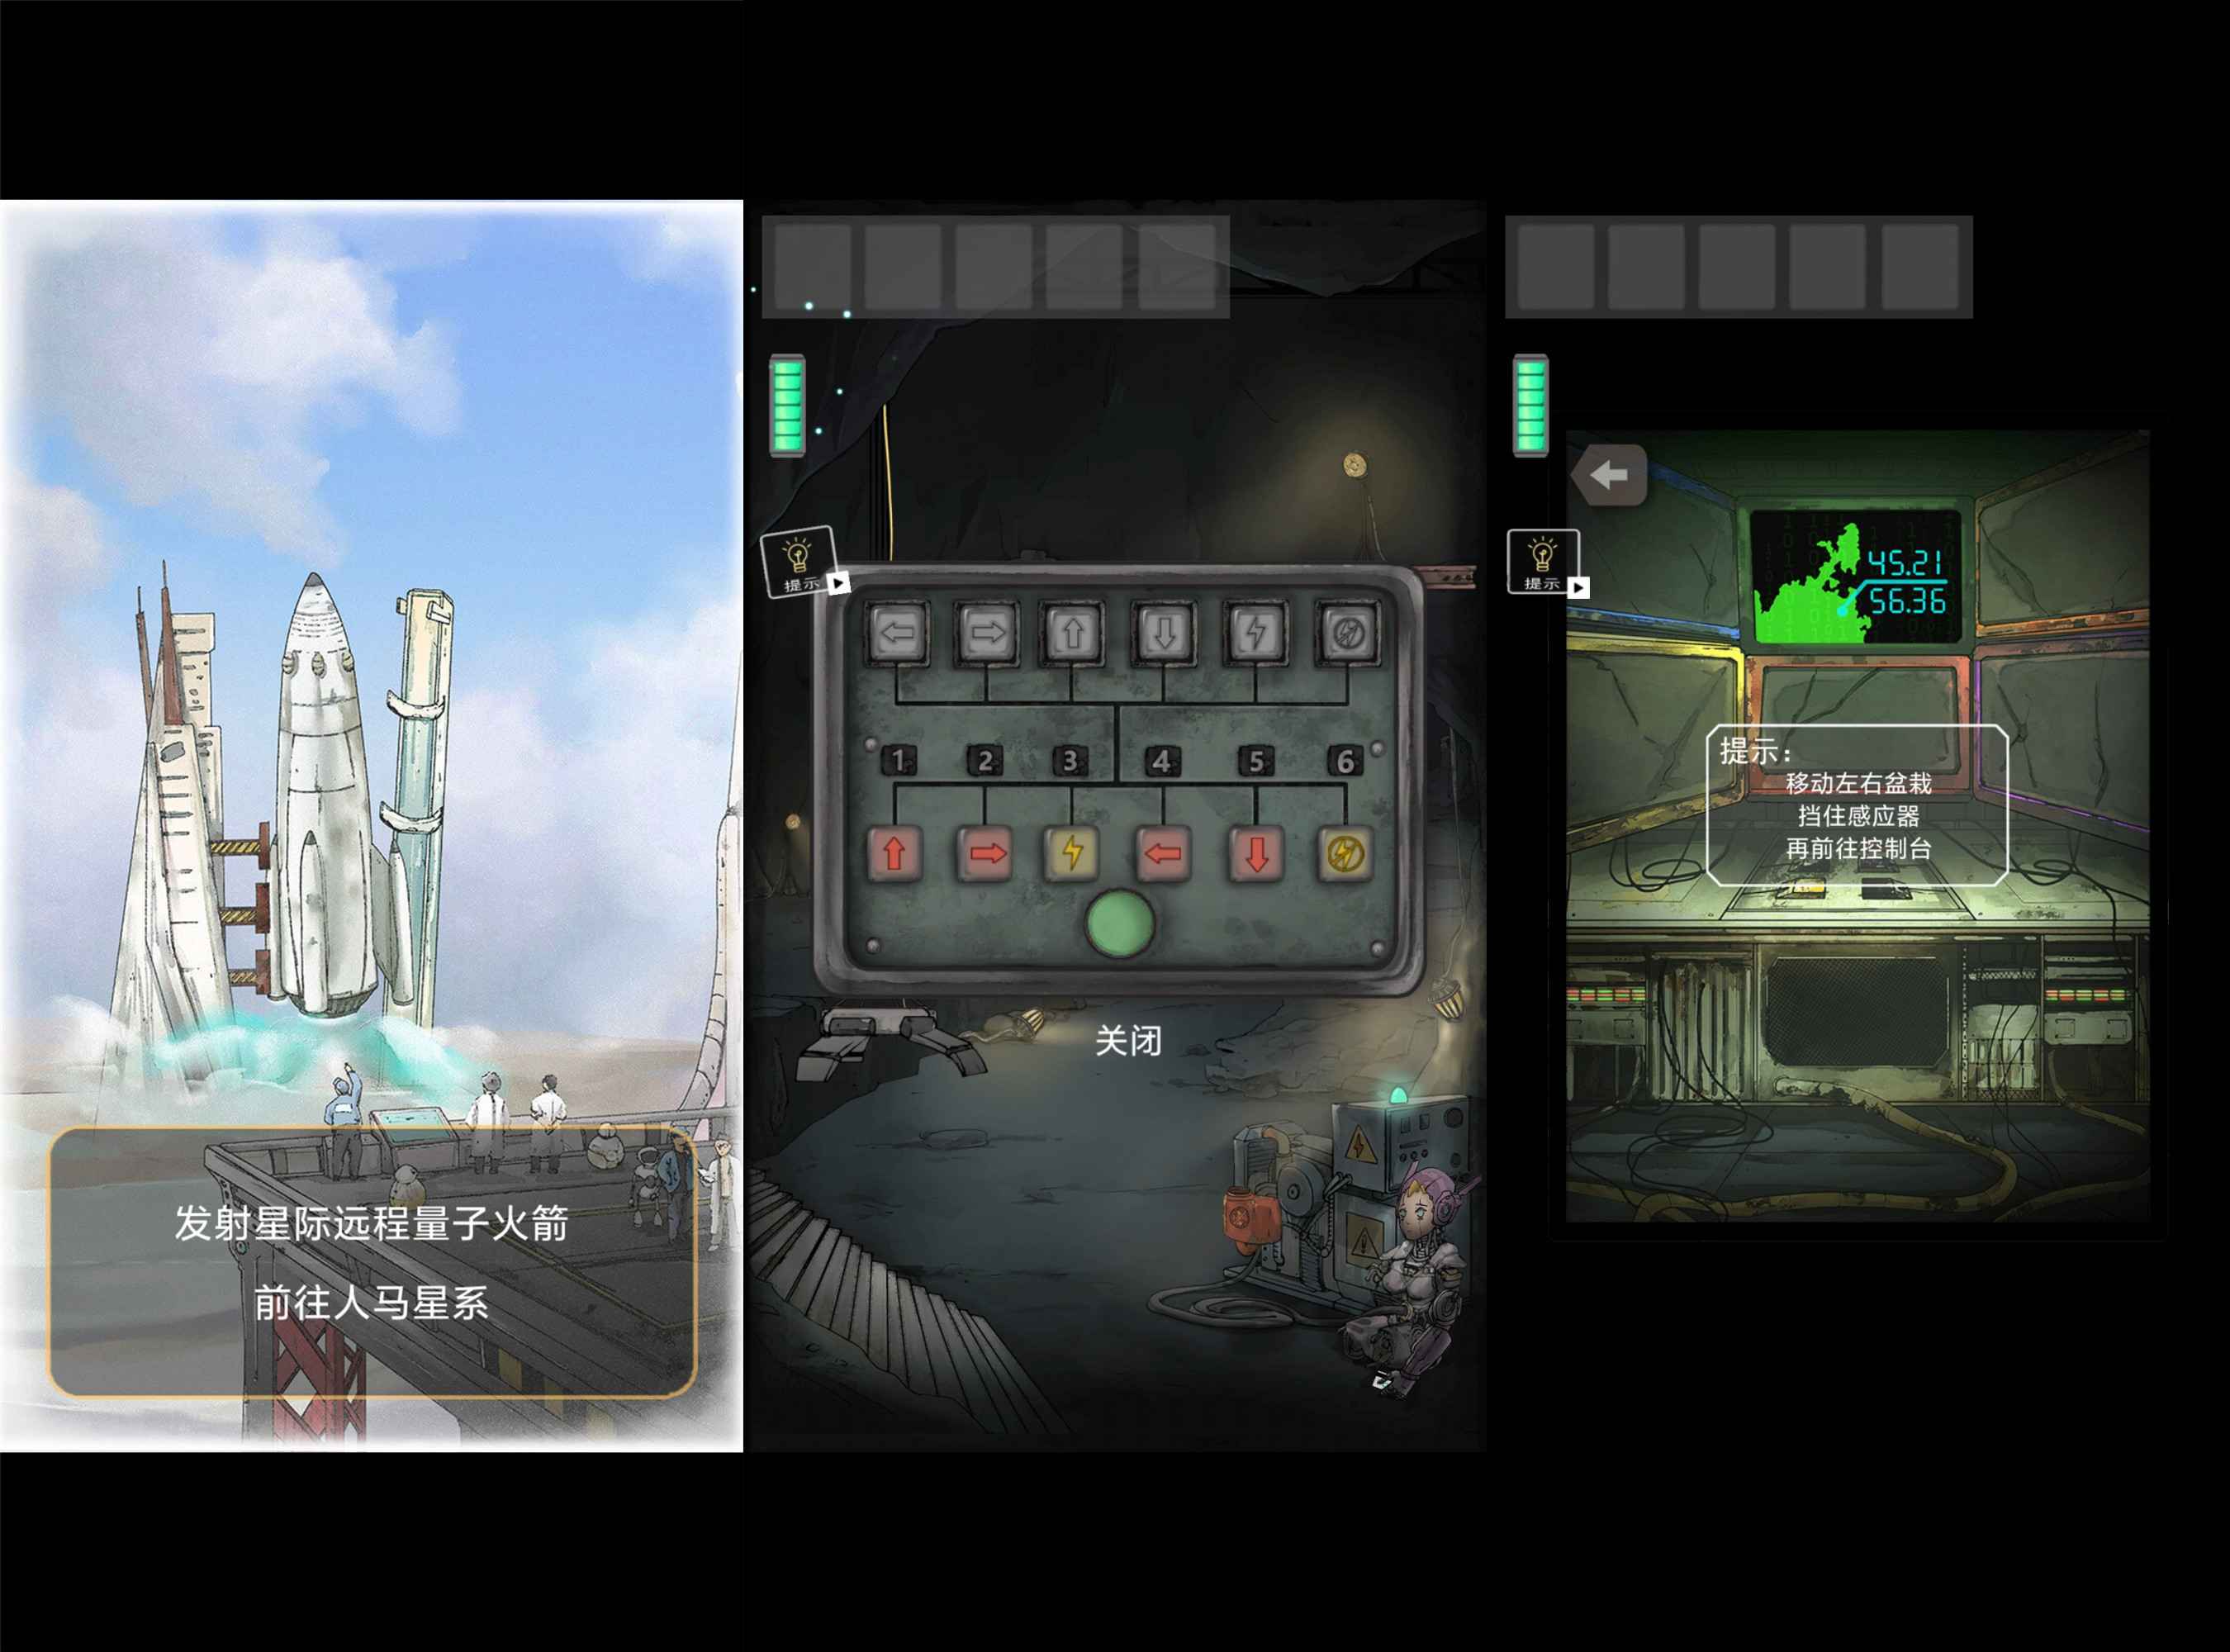 发射星际远程量子火箭
前往人马星系
提示
1 2 3 4 5 6
关闭
提示
45.21
56.36
提示：
移动左右盆栽
挡住感应器
再前往控制台